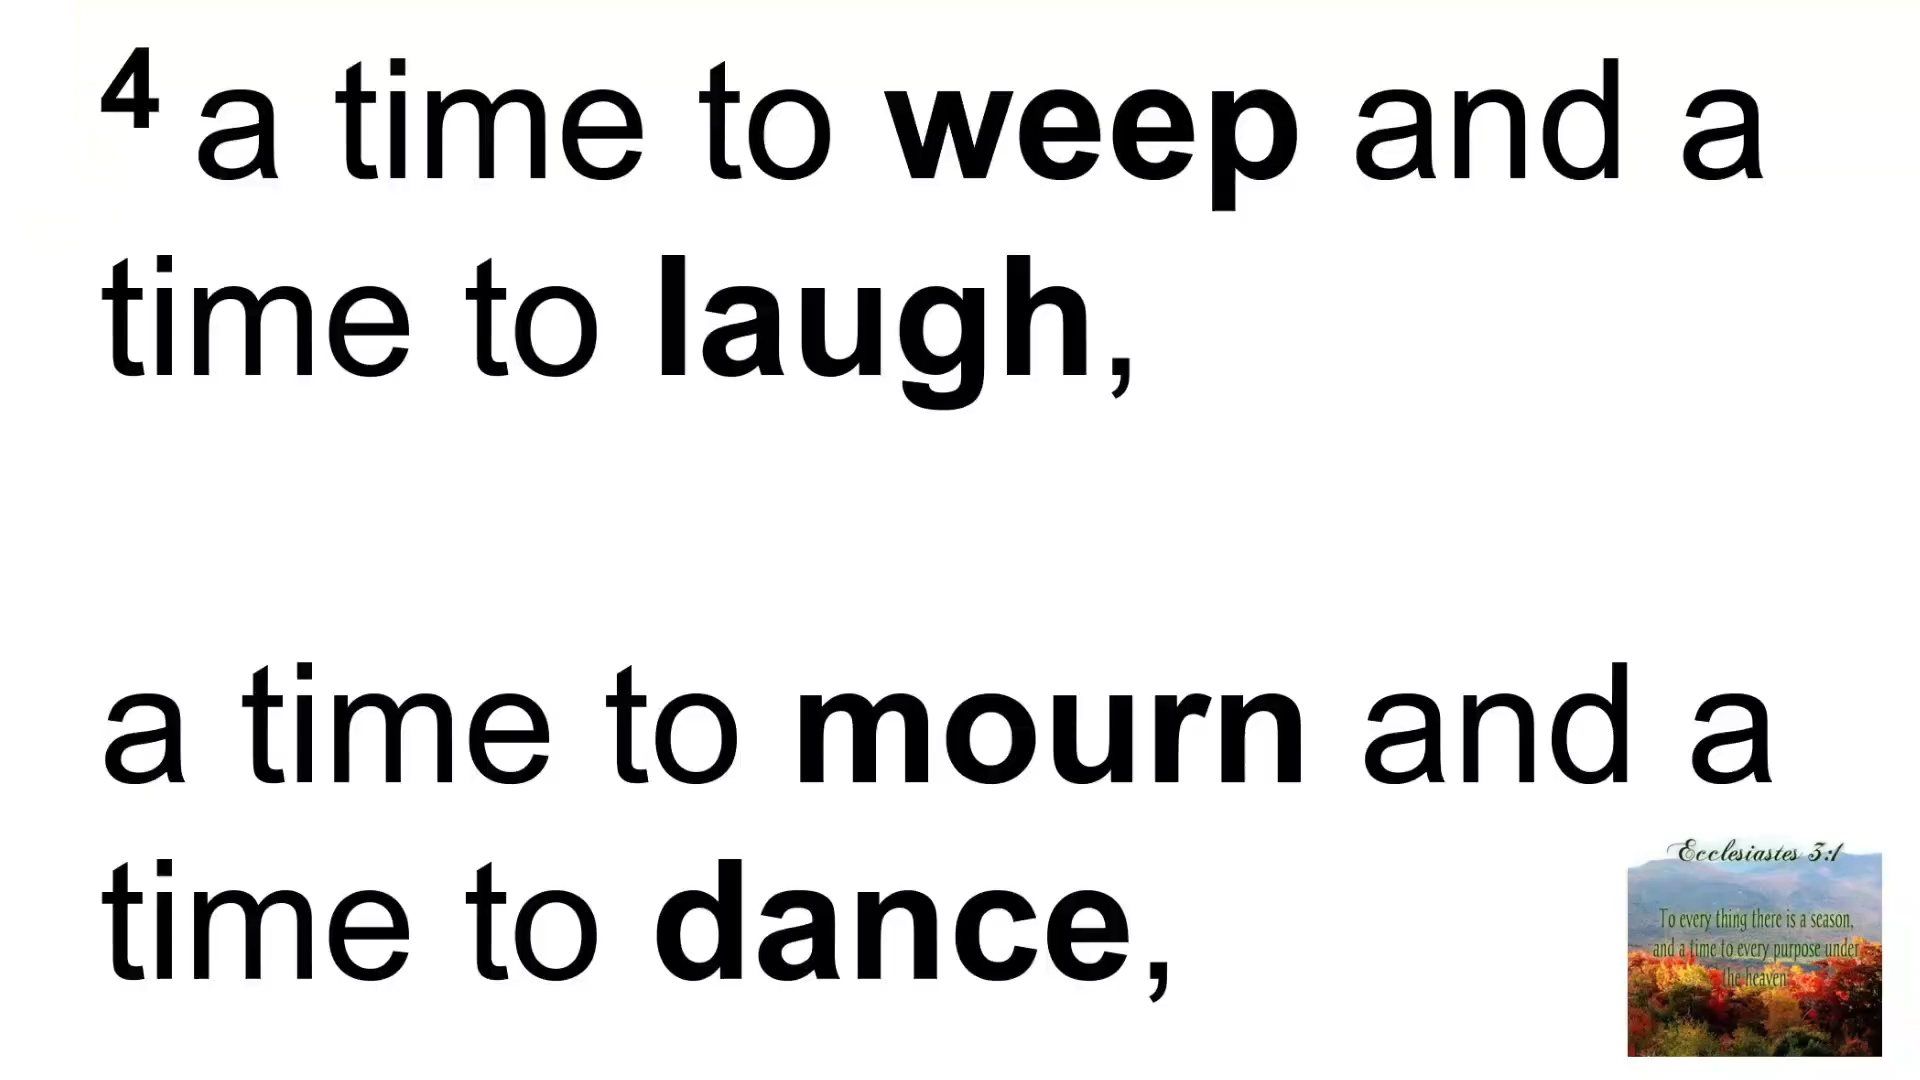 4 a time to weep and a
time to laugh,
a time to mourn and a
time to dance,
Ecclesiastes 3:1
To every thing there is a season,
and a time to every purpose under
the heaven